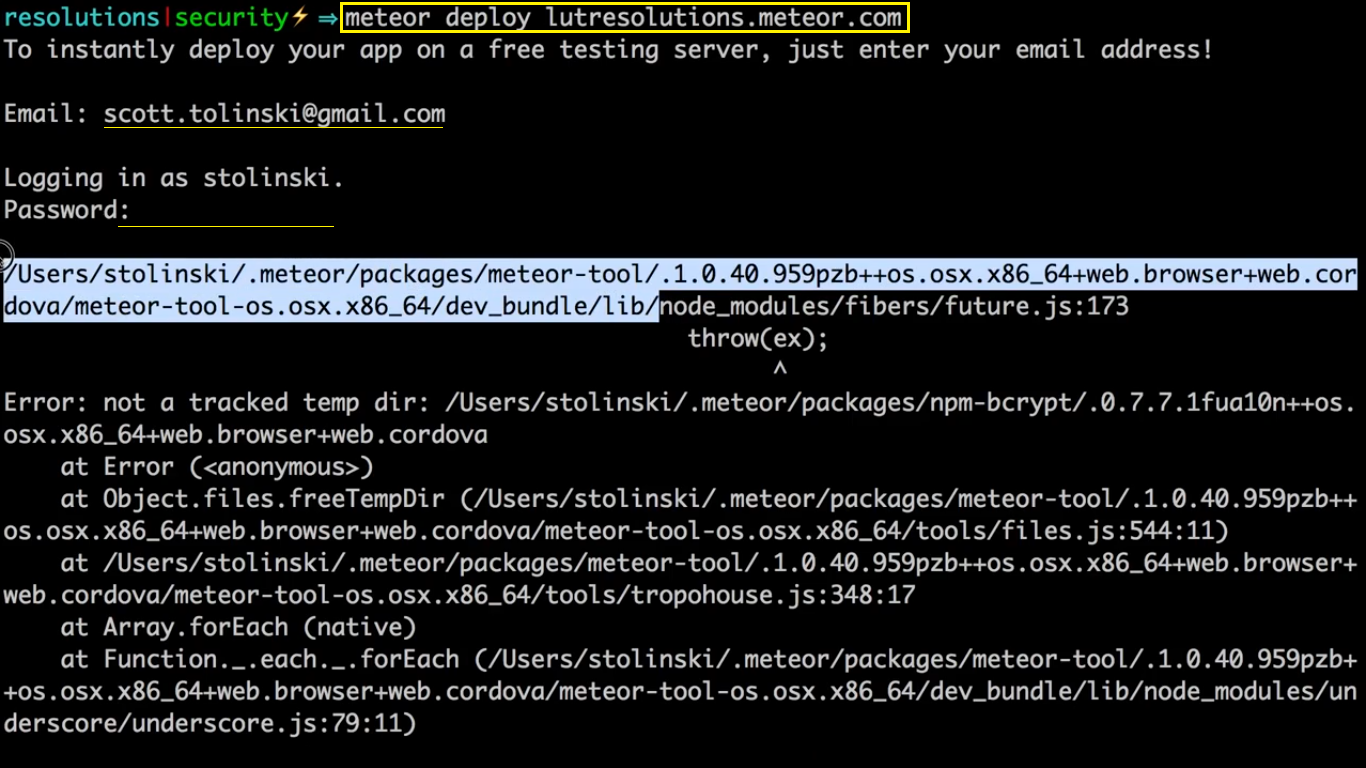 resolutions|security⚡ ⇒ meteor deploy lutresolutions.meteor.com
To instantly deploy your app on a free testing server, just enter your email address!
Email: scott.tolinski@gmail.com
Logging in as stolinski.
Password:
/Users/stolinski/.meteor/packages/meteor-tool/.1.0.40.959pzb++os.osx.x86_64+web.browser+web.cor
dova/meteor-tool-os.osx.x86_64/dev_bundle/lib/node_modules/fibers/future.js:173
throw(ex);
^
Error: not a tracked temp dir: /Users/stolinski/.meteor/packages/npm-bcrypt/.0.7.7.1fua10n++os.
osx.x86_64+web.browser+web.cordova
at Error (<anonymous>)
at Object.files.freeTempDir (/Users/stolinski/.meteor/packages/meteor-tool/.1.0.40.959pzb++
os.osx.x86_64+web.browser+web.cordova/meteor-tool-os.osx.x86_64/tools/files.js:544:11)
at /Users/stolinski/.meteor/packages/meteor-tool/.1.0.40.959pzb++os.osx.x86_64+web.browser+
web.cordova/meteor-tool-os.osx.x86_64/tools/tropohouse.js:348:17
at Array.forEach (native)
at Function._.each._.forEach (/Users/stolinski/.meteor/packages/meteor-tool/.1.0.40.959pzb+
+os.osx.x86_64+web.browser+web.cordova/meteor-tool-os.osx.x86_64/dev_bundle/lib/node_modules/un
derscore/underscore.js:79:11)